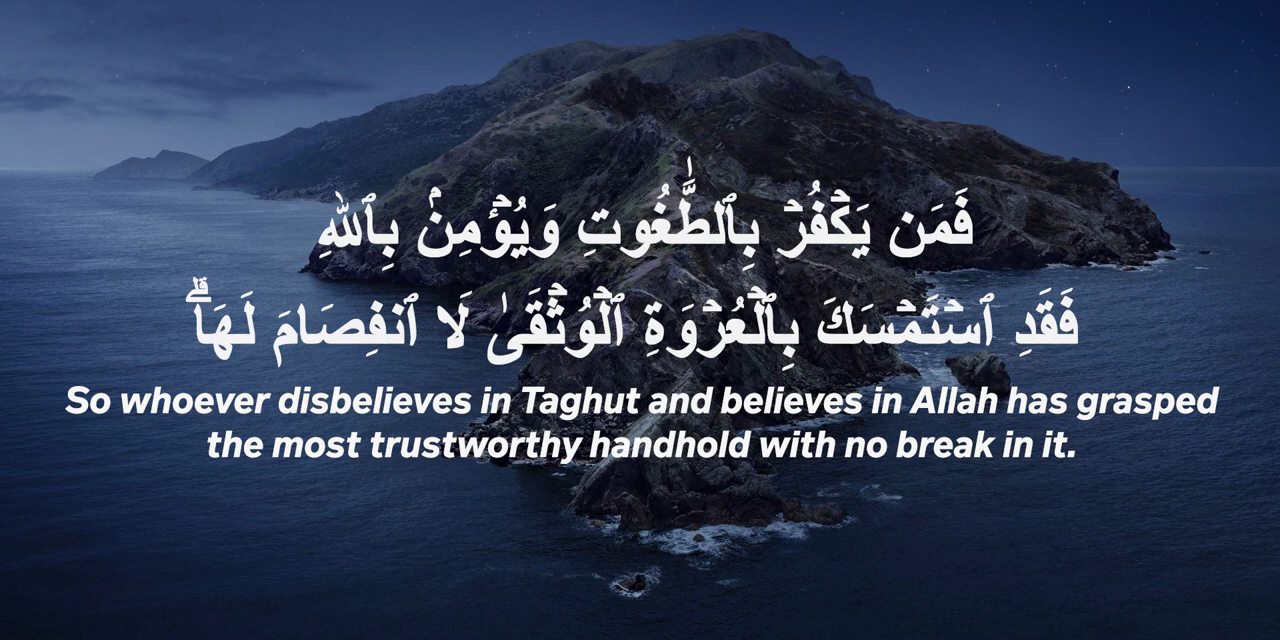 فَمَن يَكۡفُرۡ بِٱلطَّٰغُوتِ وَيُؤۡمِنۢ بِٱللَّهِ
فَقَدِ ٱسۡتَمۡسَكَ بِٱلۡعُرۡوَةِ ٱلۡوُثۡقَىٰ لَا ٱنفِصَامَ لَهَاۗ
So whoever disbelieves in Taghut and believes in Allah has grasped
the most trustworthy handhold with no break in it.